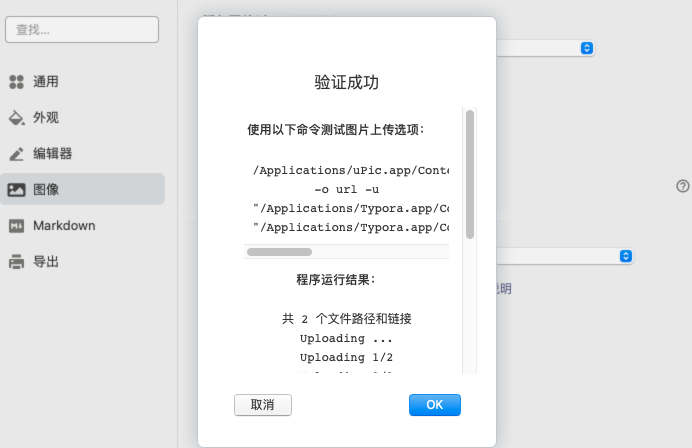 查找...
通用
外观
编辑器
图像
Markdown
导出
验证成功
使用以下命令测试图片上传选项：
/Applications/uPic.app/Conte
-o url -u
"/Applications/Typora.app/Co
"/Applications/Typora.app/Co
程序运行结果：
共 2 个文件路径和链接
Uploading ...
Uploading 1/2
取消
OK
说明